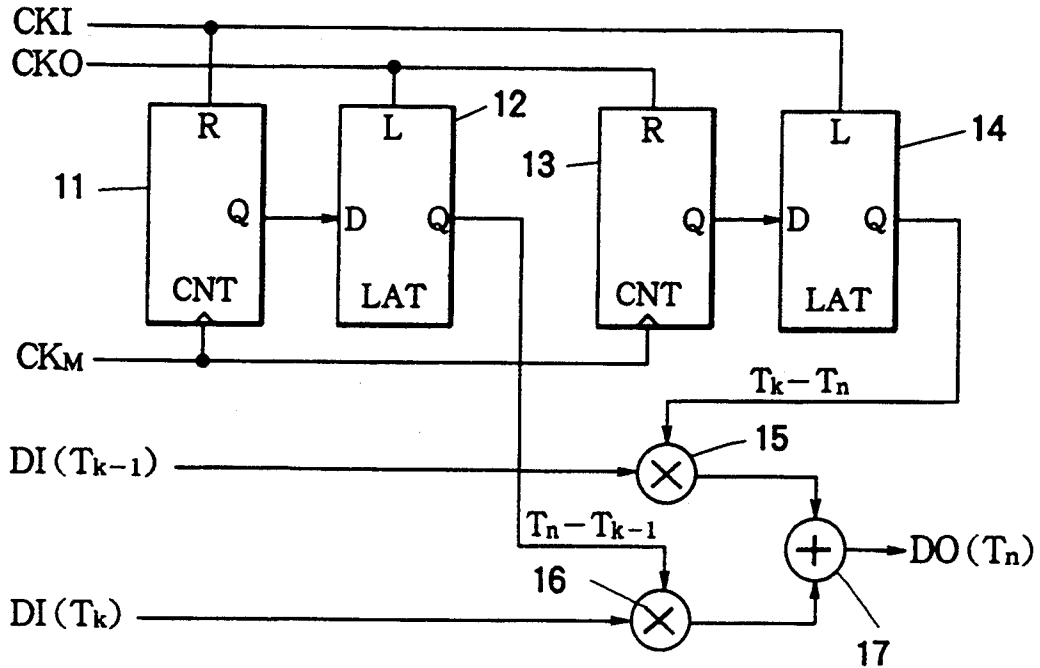 CKI
CKO
R
L
12
R
L
14
11
13
Q
D
Q
Q
D
Q
CNT
LAT
CNT
LAT
CKM
Tk−Tn
15
DI(Tk−1)
Tn−Tk−1
DO(Tn)
16
DI(Tk)
17